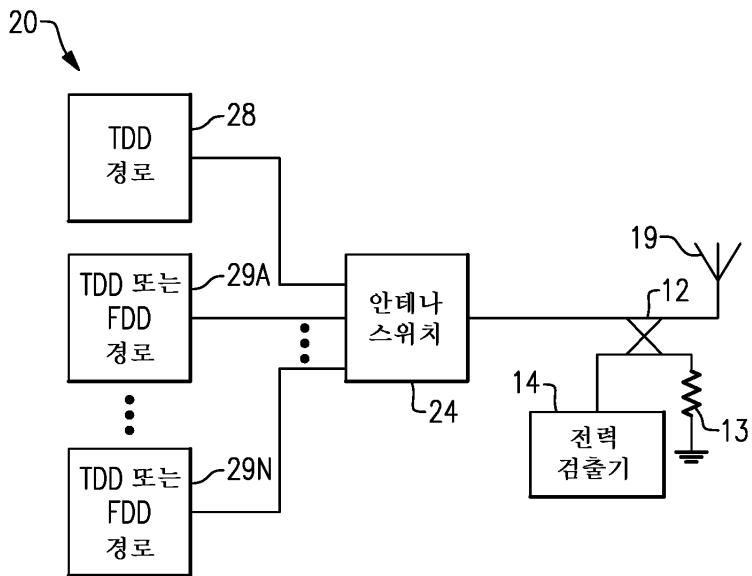 20
TDD
경로
28
TDD 또는
FDD
경로
29A
TDD 또는
FDD
경로
29N
안테나
스위치
24
19
12
14
전력
검출기
13